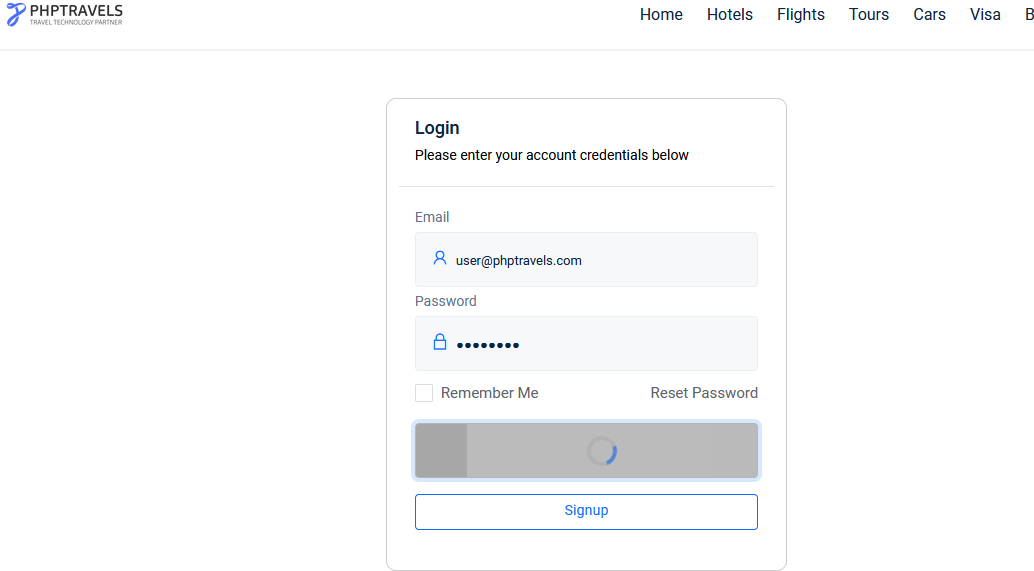 PHPTRAVELS
TRAVEL TECHNOLOGY PARTNER
Home Hotels Flights Tours Cars Visa B
Login
Please enter your account credentials below
Email
user@phptravels.com
Password
••••••••
Remember Me Reset Password
Signup